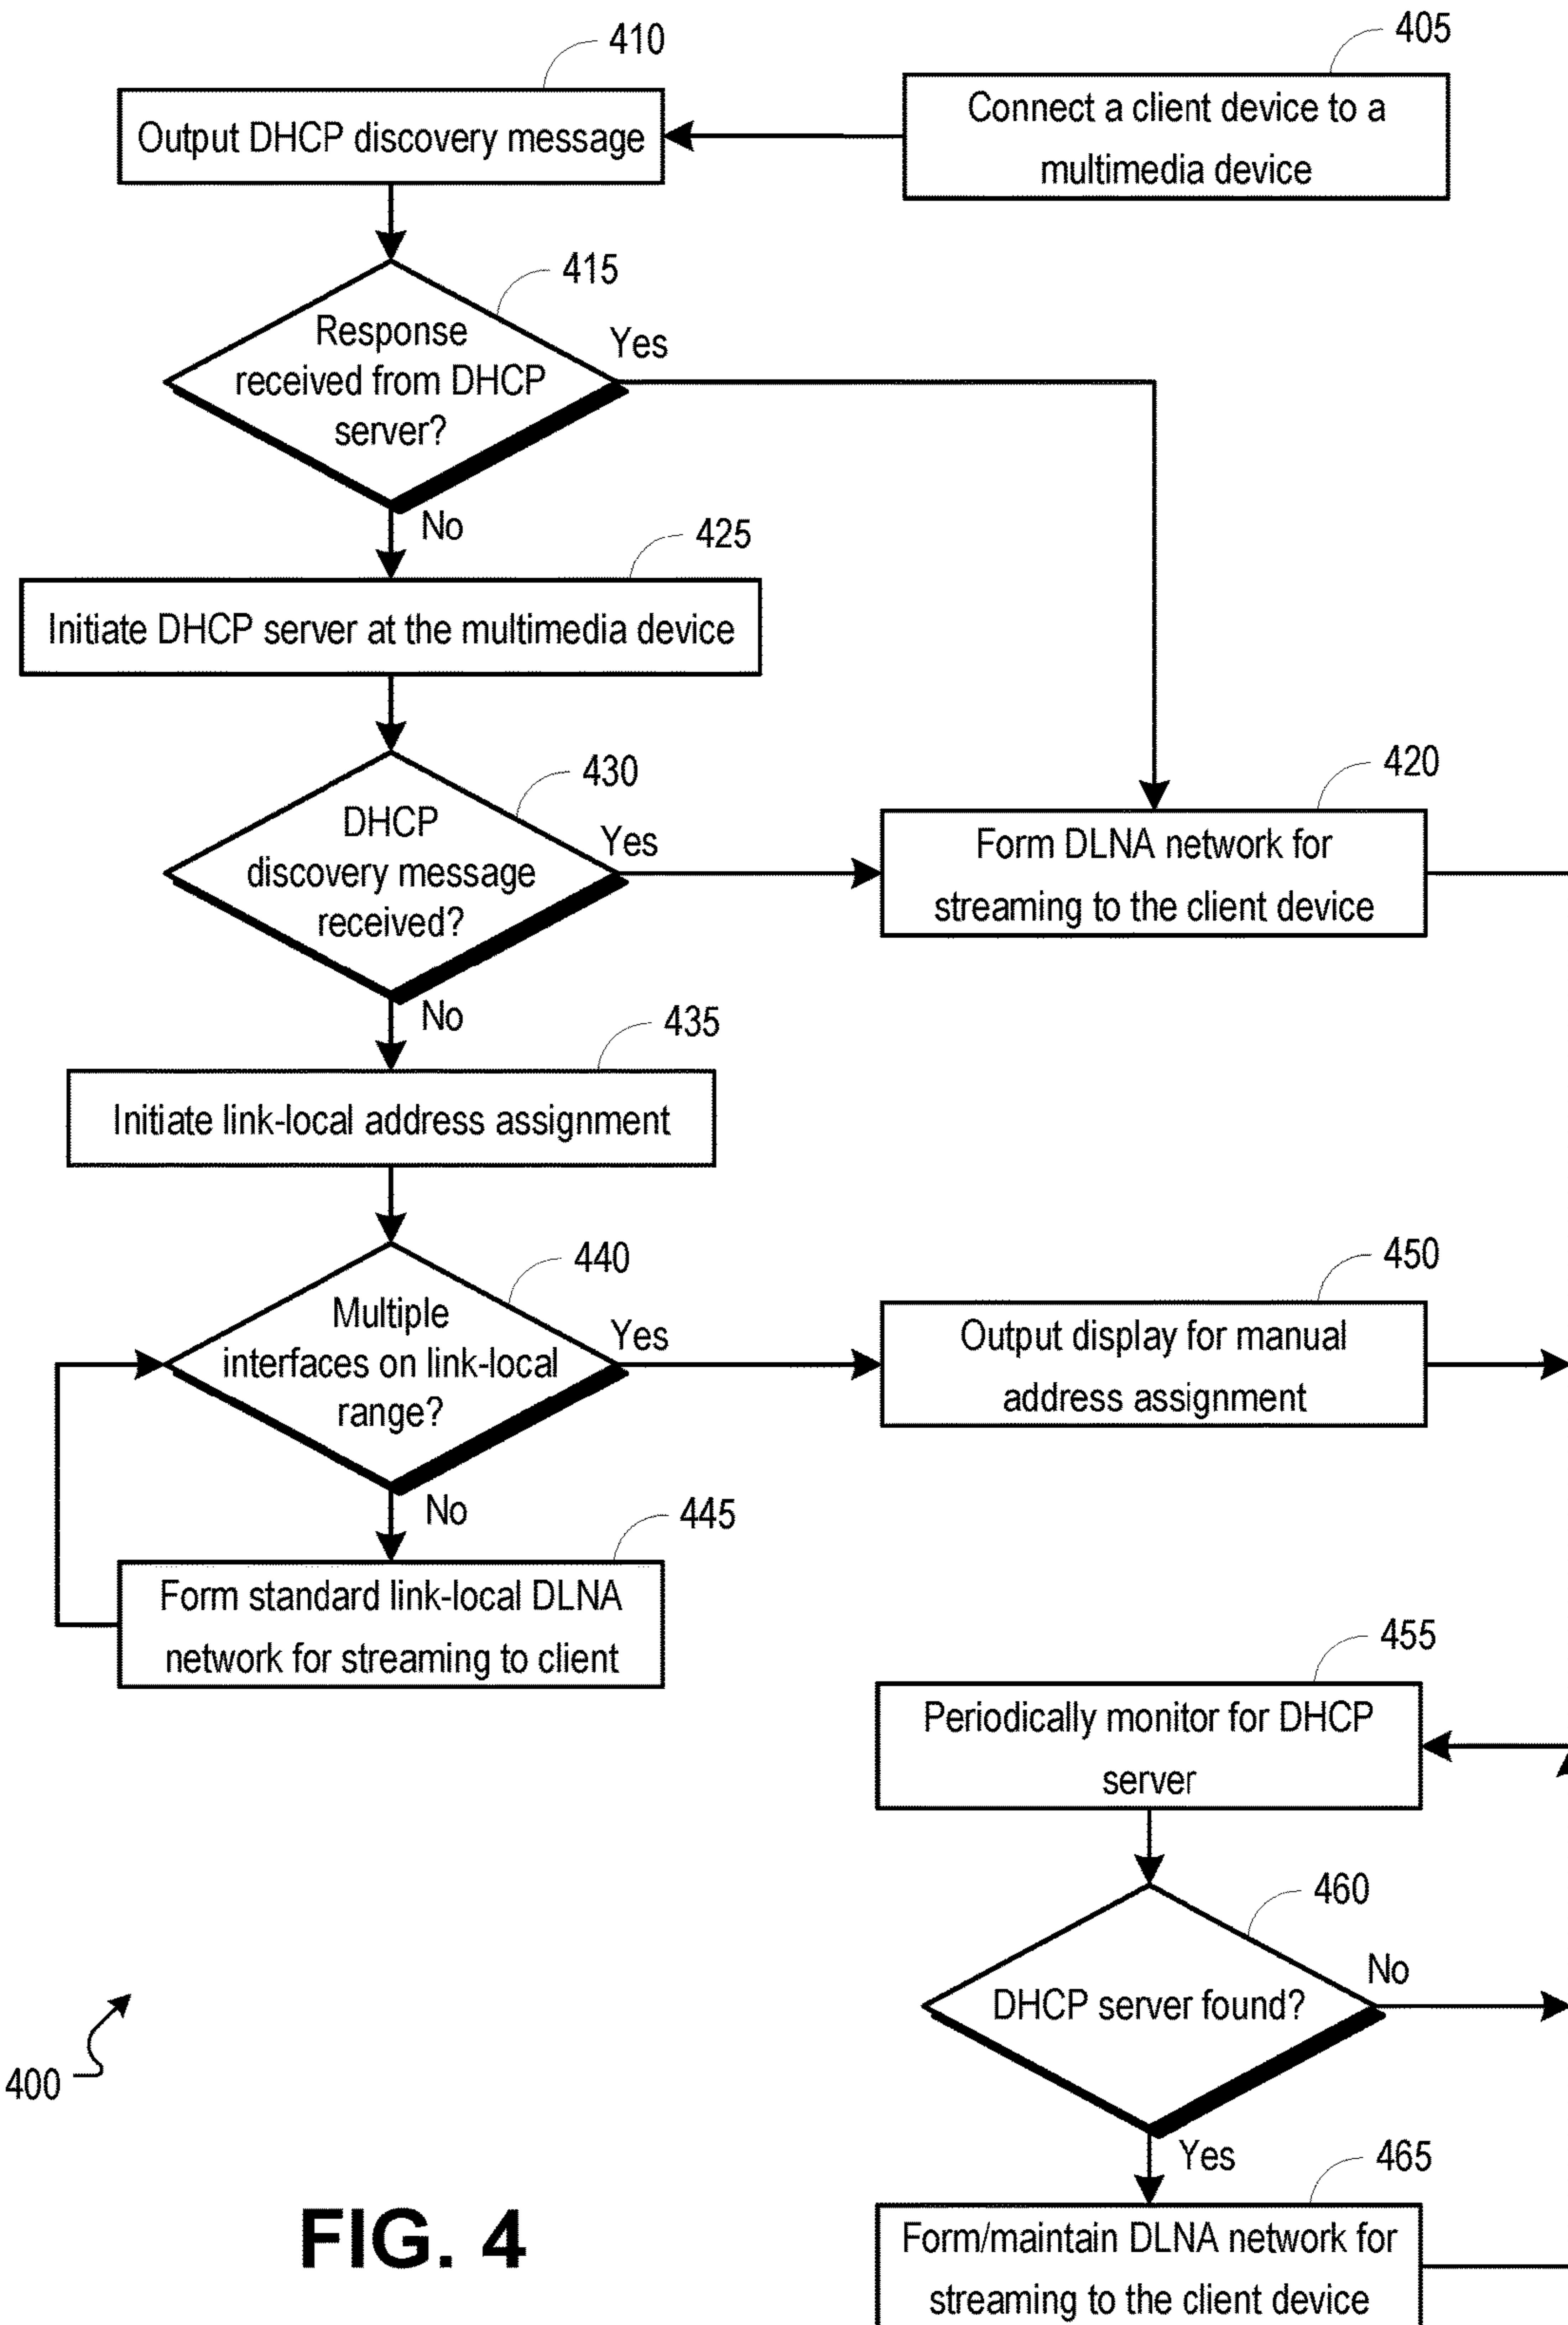 410
Output DHCP discovery message
405
Connect a client device to a
multimedia device
415
Response
received from DHCP
server?
Yes
No
425
Initiate DHCP server at the multimedia device
430
DHCP
discovery message
received?
Yes
No
420
Form DLNA network for
streaming to the client device
435
Initiate link-local address assignment
440
Multiple
interfaces on link-local
range?
Yes
No
450
Output display for manual
address assignment
445
Form standard link-local DLNA
network for streaming to client
455
Periodically monitor for DHCP
server
460
DHCP server found?
No
Yes
465
Form/maintain DLNA network for
streaming to the client device
400
FIG. 4